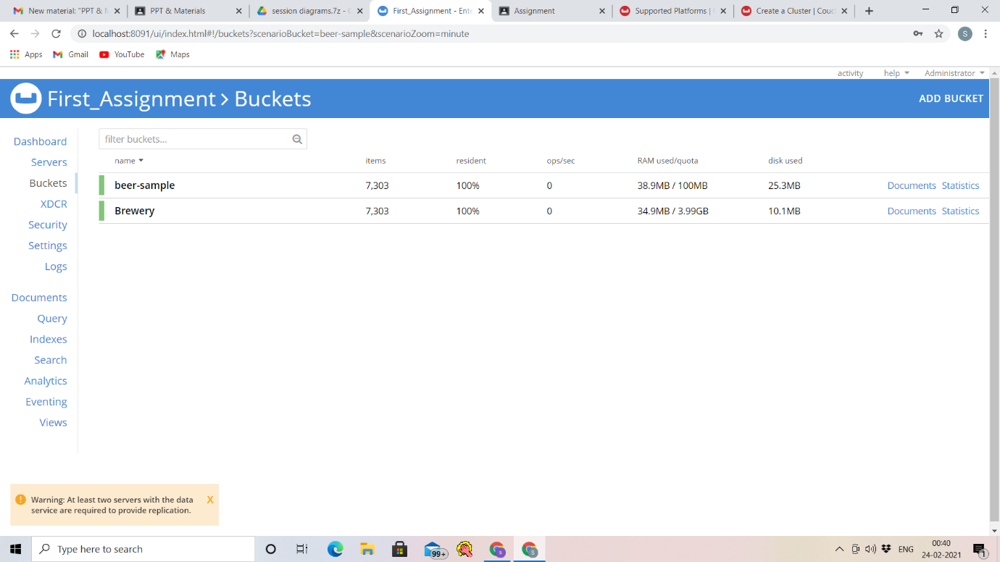 New material: "PPT & M
PPT & Materials
session diagrams.7z - G
First_Assignment - Ente
Assignment
Supported Platforms |
Create a Cluster | Couc
localhost:8091/ui/index.html#!/buckets?scenarioBucket=beer-sample&scenarioZoom=minute
S
Apps
Gmail
YouTube
Maps
activity
help
Administrator
First_Assignment > Buckets
ADD BUCKET
Dashboard
Servers
Buckets
XDCR
Security
Settings
Logs
Documents
Query
Indexes
Search
Analytics
Eventing
Views
filter buckets...
name items resident ops/sec RAM used/quota disk used
beer-sample 7,303 100% 0 38.9MB / 100MB 25.3MB Documents Statistics
Brewery 7,303 100% 0 34.9MB / 3.99GB 10.1MB Documents Statistics
Warning: At least two servers with the data
service are required to provide replication.
X
Type here to search
99+
S
S
ENG
00:40
24-02-2021
1